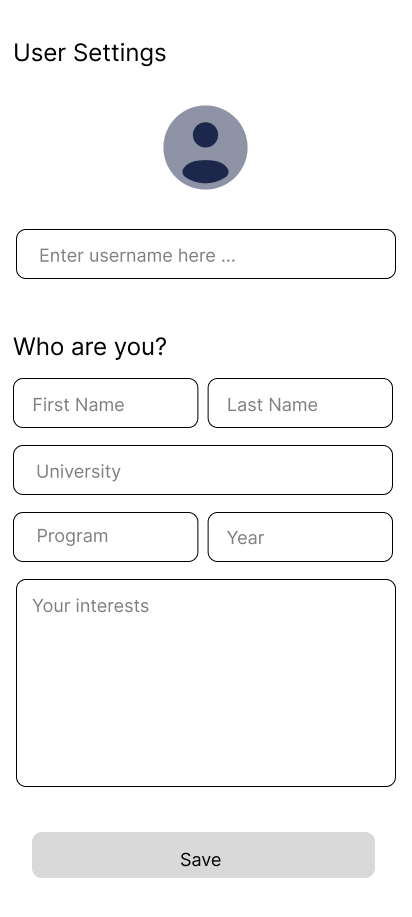 User Settings
Enter username here ...
Who are you?
First Name
Last Name
University
Program
Year
Your interests
Save